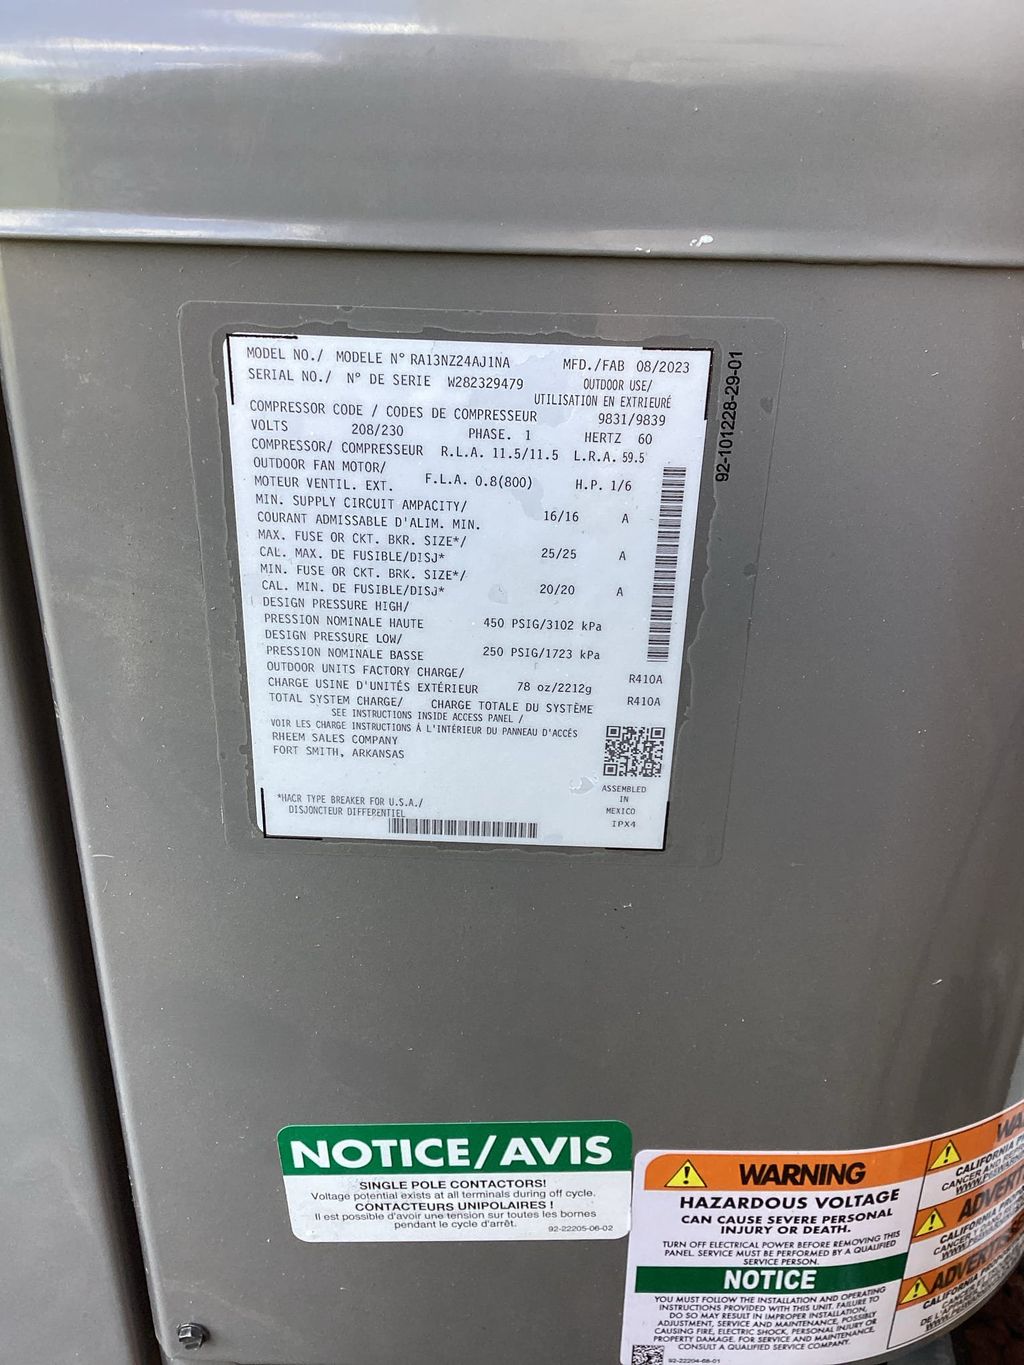 MODEL NO./ MODELE N° RA13NZ24AJ1NA MFD./FAB 08/2023
SERIAL NO./ N° DE SERIE W282329479 OUTDOOR USE/
UTILISATION EN EXTRIEURÉ
COMPRESSOR CODE / CODES DE COMPRESSEUR 9831/9839
VOLTS 208/230 PHASE. 1 HERTZ 60
COMPRESSOR/ COMPRESSEUR R.L.A. 11.5/11.5 L.R.A. 59.5
OUTDOOR FAN MOTOR/
MOTEUR VENTIL. EXT. F.L.A. 0.8(800) H.P. 1/6
MIN. SUPPLY CIRCUIT AMPACITY/
COURANT ADMISSABLE D'ALIM. MIN. 16/16 A
MAX. FUSE OR CKT. BKR. SIZE*/
CAL. MAX. DE FUSIBLE/DISJ* 25/25 A
MIN. FUSE OR CKT. BRK. SIZE*/
CAL. MIN. DE FUSIBLE/DISJ* 20/20 A
DESIGN PRESSURE HIGH/
PRESSION NOMINALE HAUTE 450 PSIG/3102 kPa
DESIGN PRESSURE LOW/
PRESSION NOMINALE BASSE 250 PSIG/1723 kPa
OUTDOOR UNITS FACTORY CHARGE/
CHARGE USINE D'UNITÉS EXTÉRIEUR 78 oz/2212g R410A
TOTAL SYSTEM CHARGE/ CHARGE TOTALE DU SYSTÈME R410A
SEE INSTRUCTIONS INSIDE ACCESS PANEL /
VOIR LES CHARGE INSTRUCTIONS À L'INTÉRIEUR DU PANNEAU D'ACCÉS
RHEEM SALES COMPANY
FORT SMITH, ARKANSAS
ASSEMBLED
IN
MEXICO
IPX4
*HACR TYPE BREAKER FOR U.S.A./
DISJONCTEUR DIFFERENTIEL
92-101228-29-01
NOTICE/AVIS
SINGLE POLE CONTACTORS!
Voltage potential exists at all terminals during off cycle.
CONTACTEURS UNIPOLAIRES !
Il est possible d'avoir une tension sur toutes les bornes
pendant le cycle d'arrêt.
92-22205-06-02
WARNING
HAZARDOUS VOLTAGE
CAN CAUSE SEVERE PERSONAL
INJURY OR DEATH.
TURN OFF ELECTRICAL POWER BEFORE REMOVING THIS
PANEL. SERVICE MUST BE PERFORMED BY A QUALIFIED
SERVICE PERSON.
NOTICE
YOU MUST FOLLOW THE INSTALLATION AND OPERATING
INSTRUCTIONS PROVIDED WITH THIS UNIT. FAILURE TO
DO SO MAY RESULT IN IMPROPER INSTALLATION,
ADJUSTMENT, SERVICE AND MAINTENANCE, POSSIBLY
CAUSING FIRE, ELECTRIC SHOCK, PERSONAL INJURY OR
PROPERTY DAMAGE. FOR SERVICE AND MAINTENANCE,
CONSULT A QUALIFIED SERVICE COMPANY.
92-22204-68-01
CALIFORNIA
CANCER AND
CALIFORNIA
CANCER
CALIFORNIA